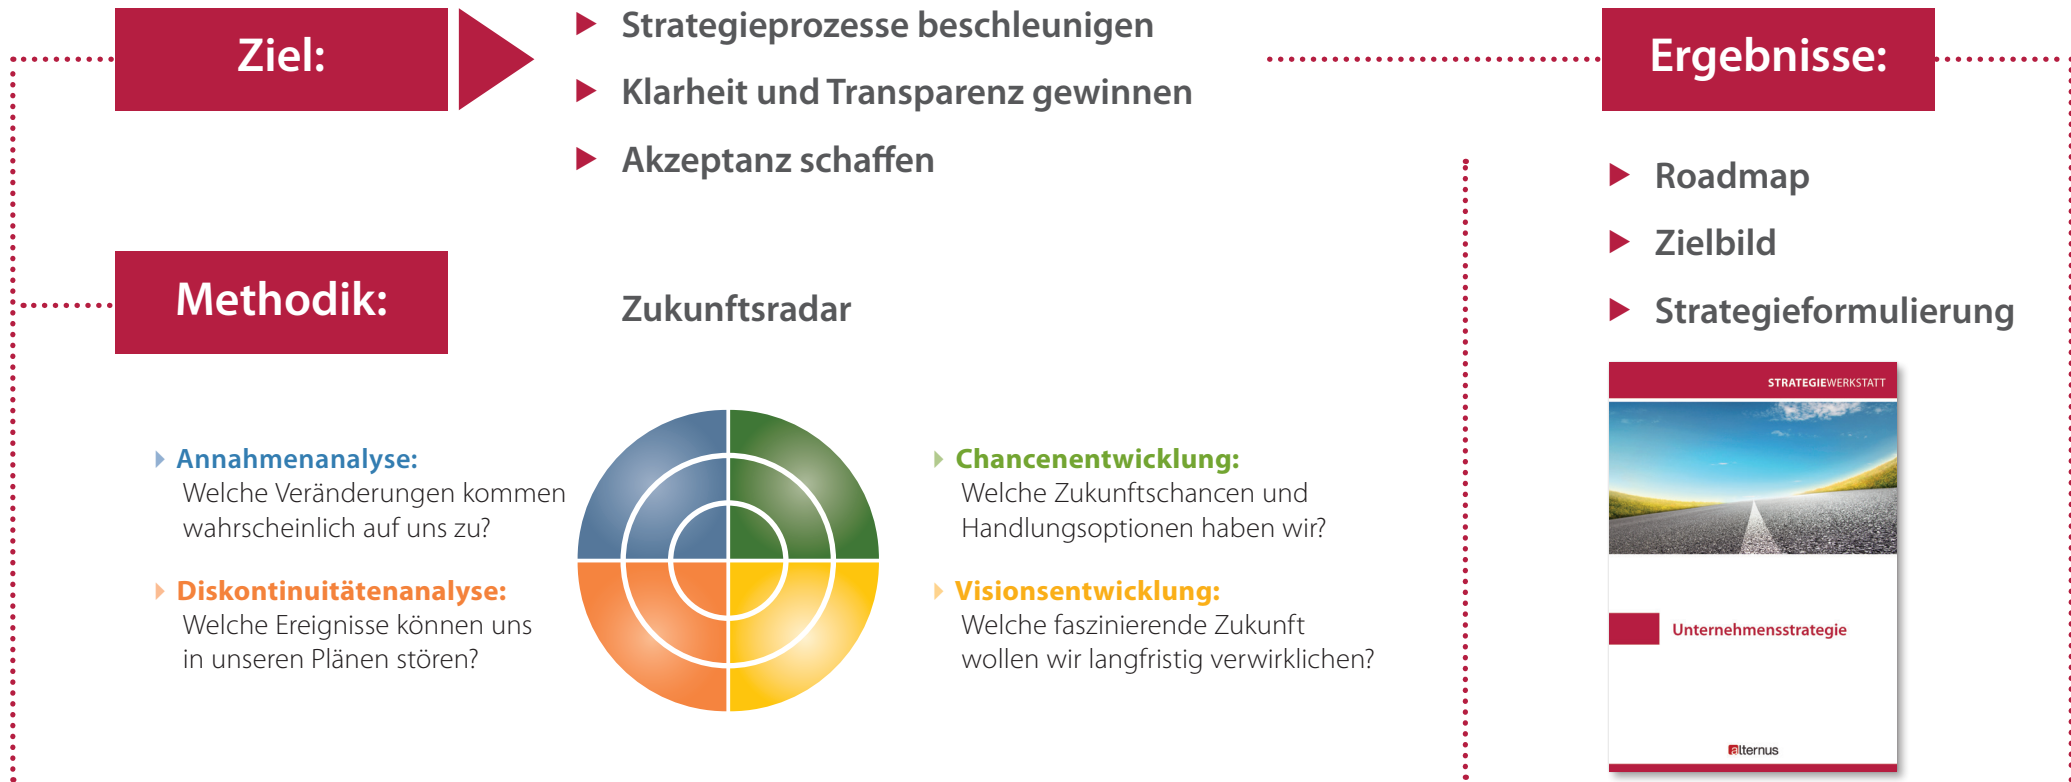 Ziel:
Strategieprozesse beschleunigen
Klarheit und Transparenz gewinnen
Akzeptanz schaffen
Methodik:
Zukunftsradar
Annahmenanalyse:
Welche Veränderungen kommen
wahrscheinlich auf uns zu?
Diskontinuitätenanalyse:
Welche Ereignisse können uns
in unseren Plänen stören?
Chancenentwicklung:
Welche Zukunftschancen und
Handlungsoptionen haben wir?
Visionsentwicklung:
Welche faszinierende Zukunft
wollen wir langfristig verwirklichen?
Ergebnisse:
Roadmap
Zielbild
Strategieformulierung
STRATEGIEWERKSTATT
Unternehmensstrategie
alternus